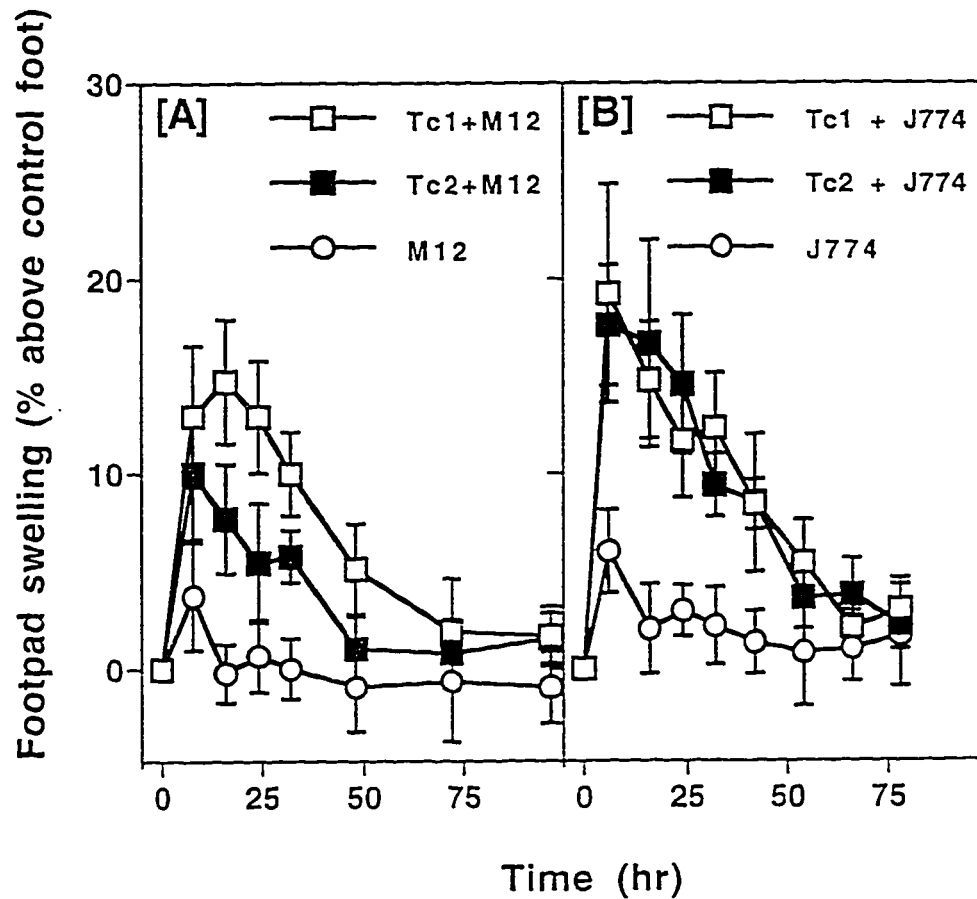 Footpad swelling (% above control foot)
30
20
10
0
[A]
Tc1+M12
Tc2+M12
M12
[B]
Tc1 + J774
Tc2 + J774
J774
0 25 50 75
0 25 50 75
Time (hr)